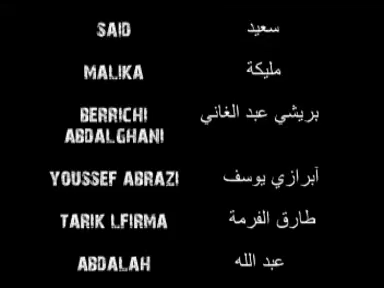 SAID سعيد
MALIKA مليكة
BERRICHI بريشي عبد الغاني
ABDALGHANI
YOUSSEF ABRAZI آبرازي يوسف
TARIK LFIRMA طارق الفرمة
ABDALAH عبد الله